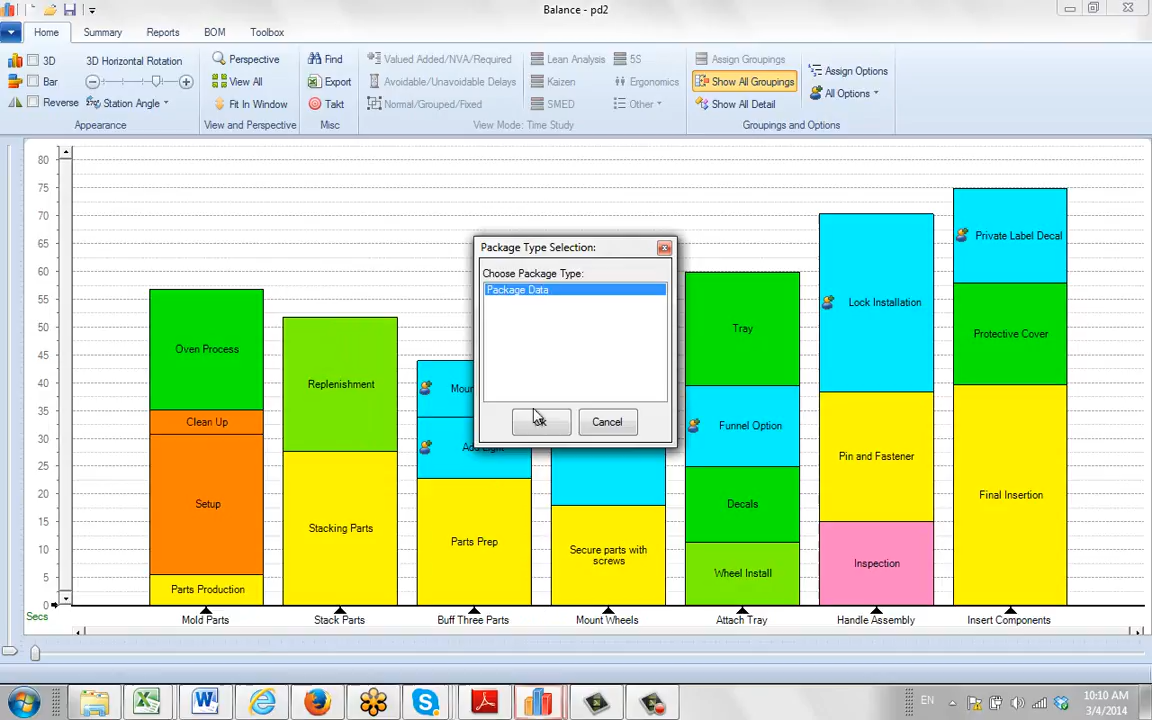 Balance - pd2
Home Summary Reports BOM Toolbox
3D 3D Horizontal Rotation
Bar
Reverse Station Angle
Appearance
Perspective
View All
Fit In Window
View and Perspective
Find
Export
Takt
Misc
Valued Added/NVA/Required
Avoidable/Unavoidable Delays
Normal/Grouped/Fixed
Lean Analysis
Kaizen
SMED
5S
Ergonomics
Other
View Mode: Time Study
Assign Groupings
Show All Groupings
Show All Detail
Assign Options
All Options
Groupings and Options
80
75
70
65
60
55
50
45
40
35
30
25
20
15
10
5
0
Secs
Oven Process
Clean Up
Setup
Parts Production
Mold Parts
Replenishment
Stacking Parts
Stack Parts
Parts Prep
Buff Three Parts
Secure parts with
screws
Mount Wheels
Tray
Funnel Option
Decals
Wheel Install
Attach Tray
Lock Installation
Pin and Fastener
Inspection
Handle Assembly
Private Label Decal
Protective Cover
Final Insertion
Insert Components
Package Type Selection:
Choose Package Type:
Package Data
Cancel
EN
10:10 AM
3/4/2014